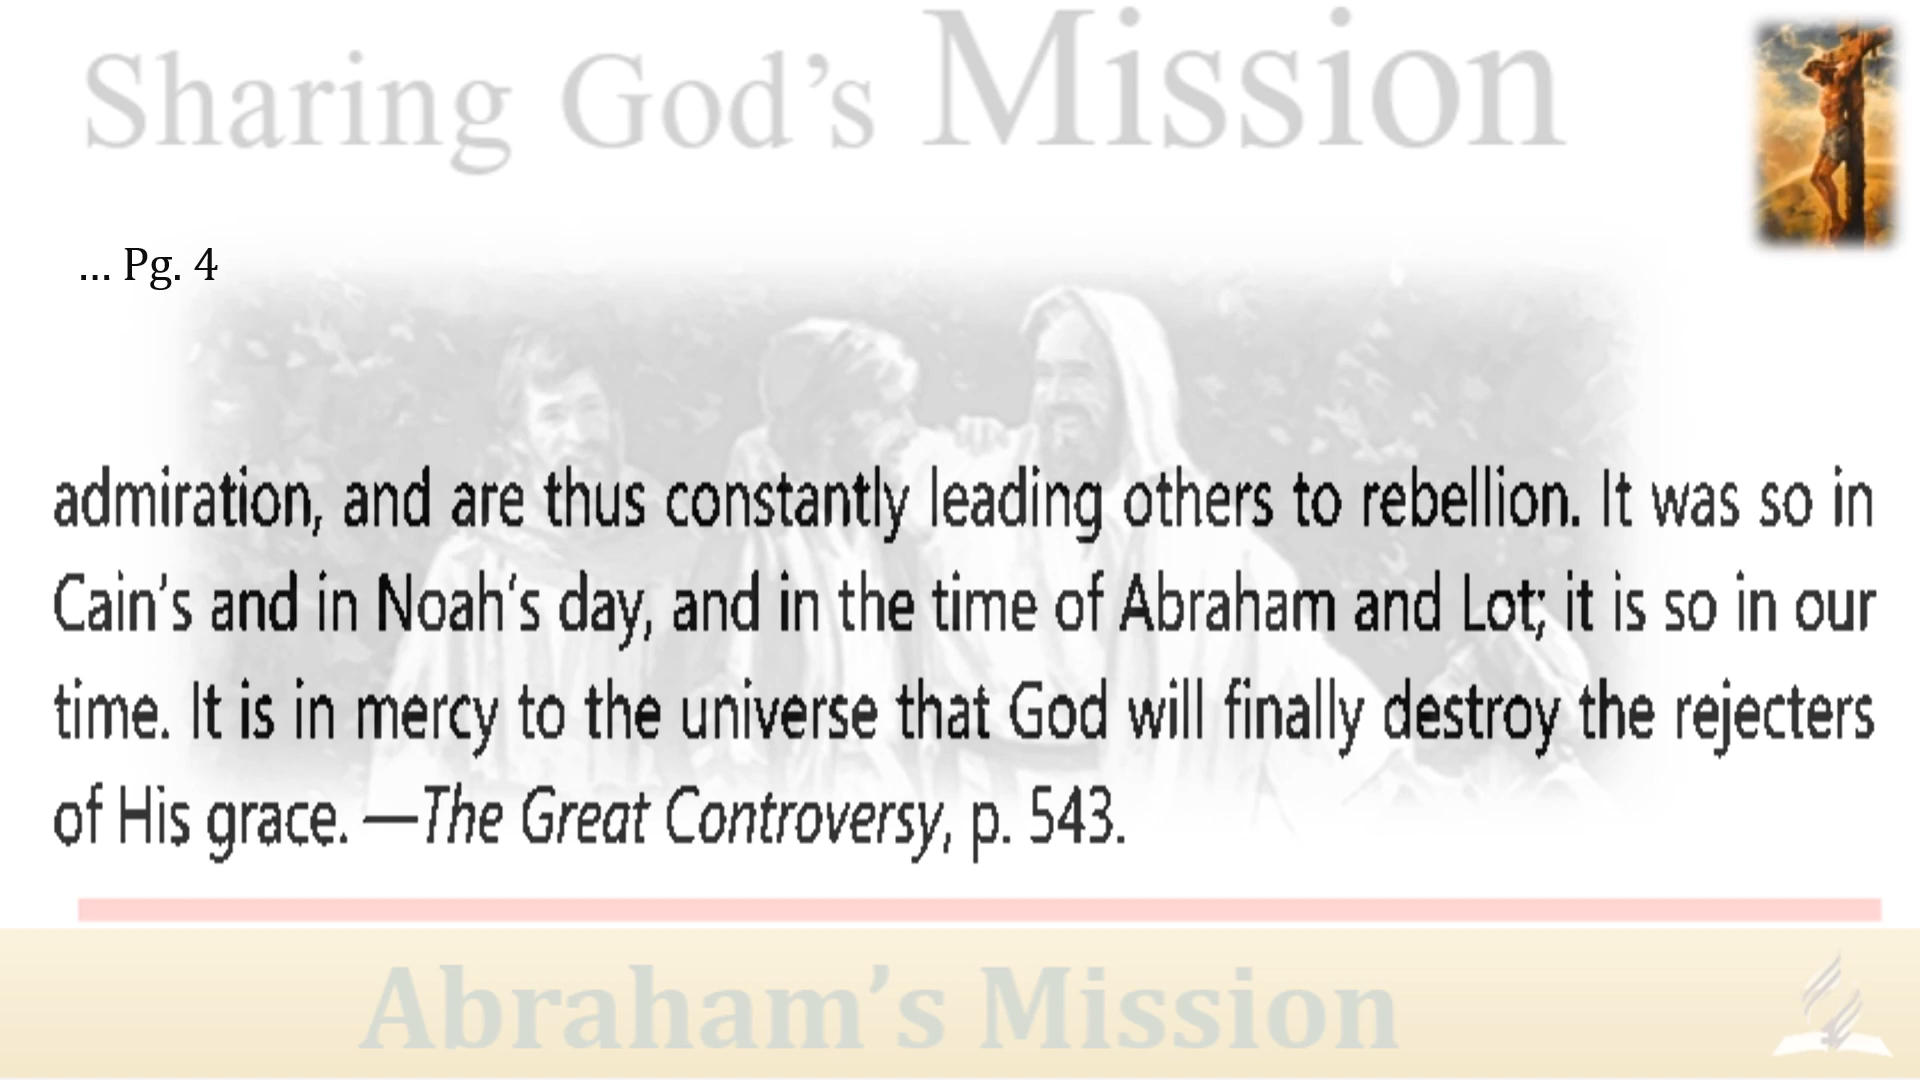 Sharing God’s Mission
... Pg. 4
admiration, and are thus constantly leading others to rebellion. It was so in
Cain’s and in Noah‘s day, and in the time of Abraham and Lot; it is so in our
time. It is in mercy to the universe that God will finally destroy the rejecters
of His grace. —The Great Controversy, p. 543.
Abraham’s Mission